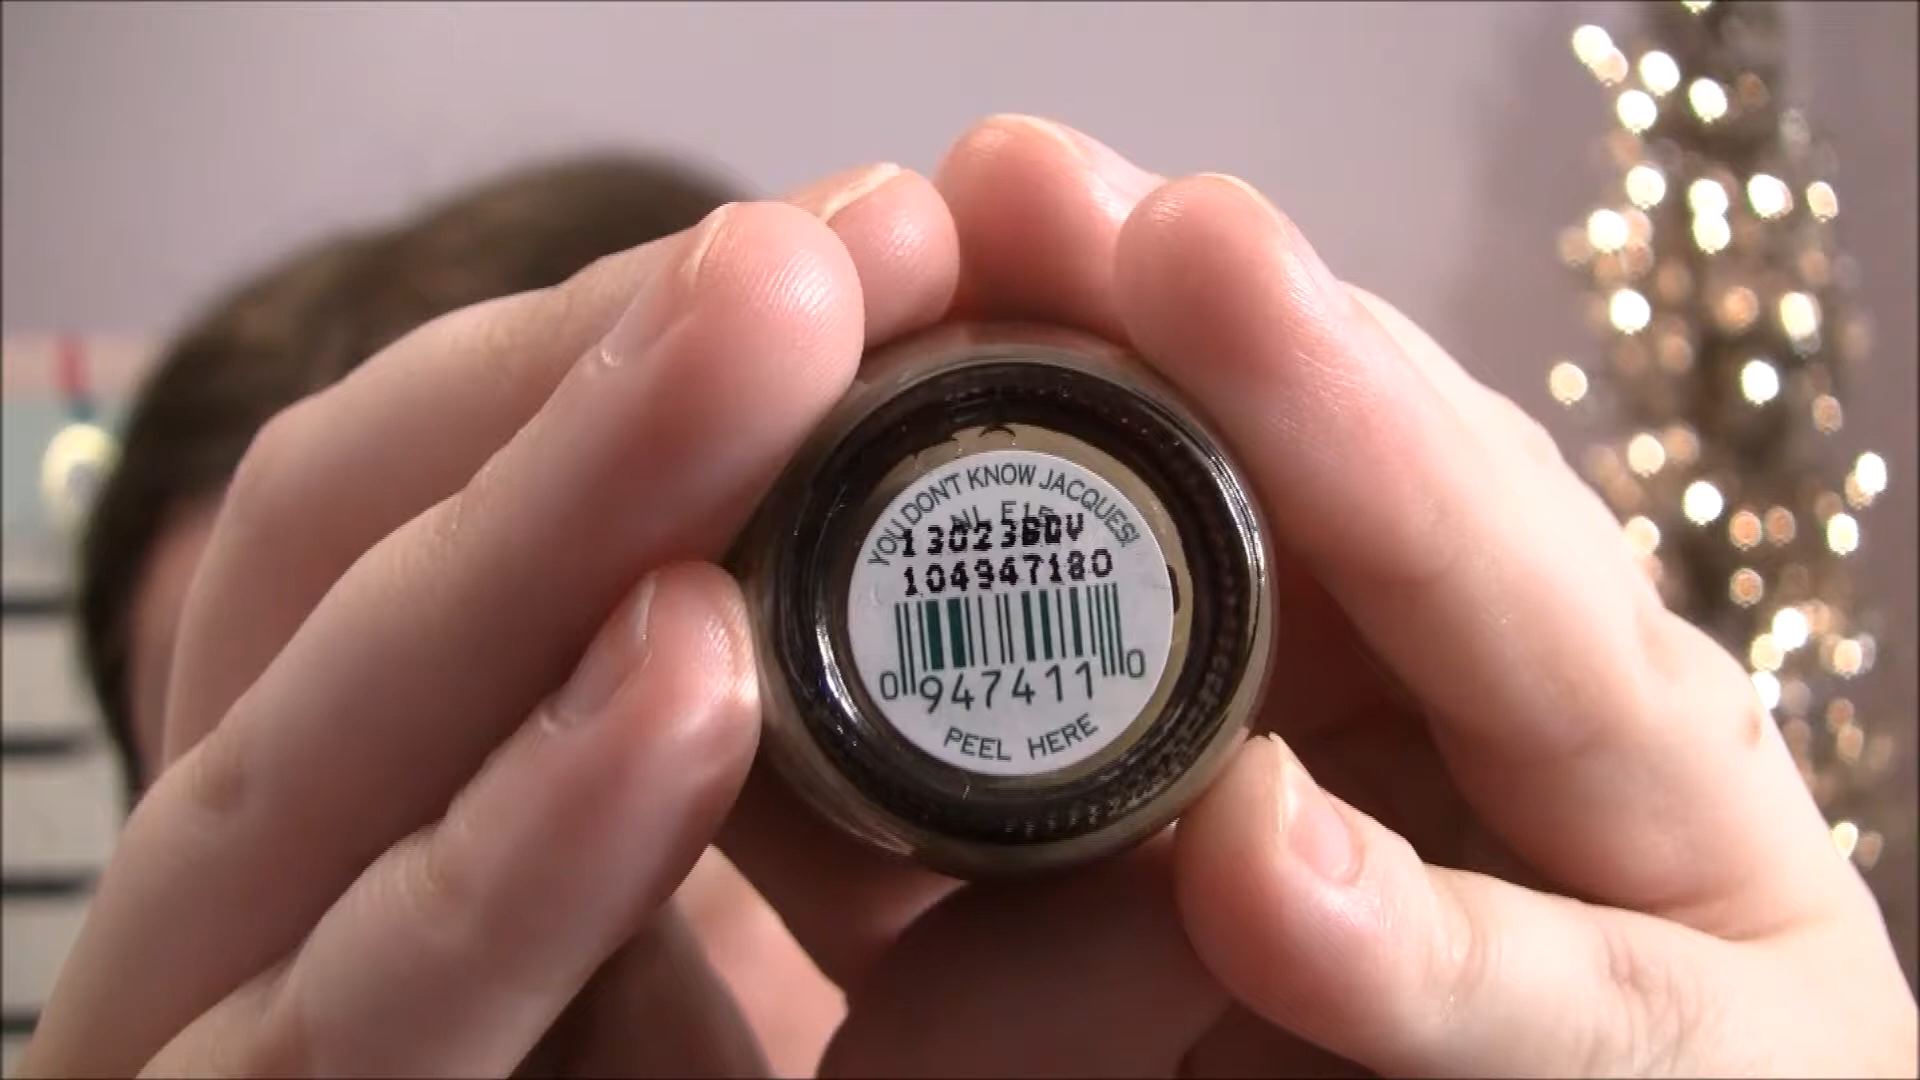 YOU DON'T KNOW JACQUES!
NL F15
13023BDV
104947180
0 947411 0
PEEL HERE